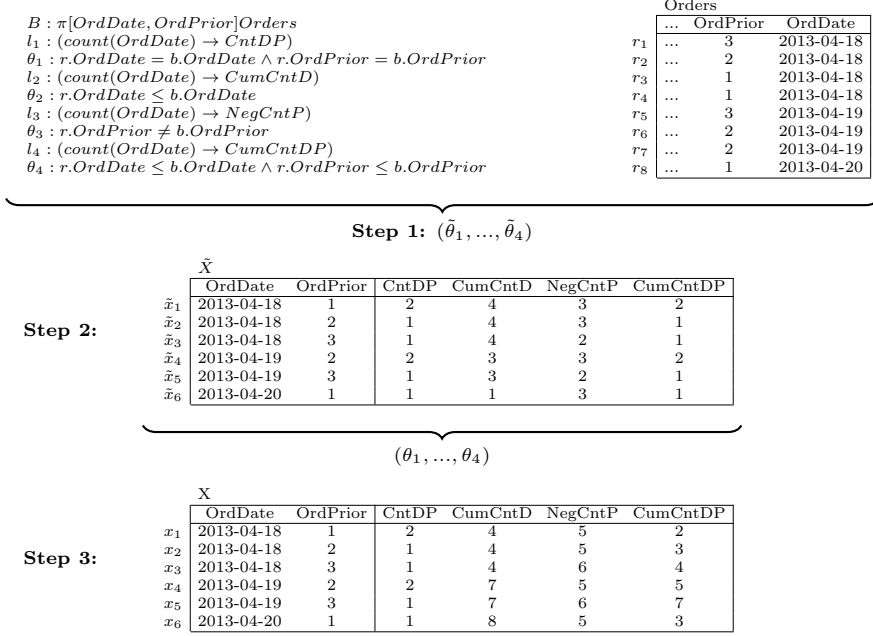 B : π[OrdDate, OrdPrior]Orders
l₁ : (count(OrdDate) → CntDP)
θ₁ : r.OrdDate = b.OrdDate ∧ r.OrdPrior = b.OrdPrior
l₂ : (count(OrdDate) → CumCntD)
θ₂ : r.OrdDate ≤ b.OrdDate
l₃ : (count(OrdDate) → NegCntP)
θ₃ : r.OrdPrior ≠ b.OrdPrior
l₄ : (count(OrdDate) → CumCntDP)
θ₄ : r.OrdDate ≤ b.OrdDate ∧ r.OrdPrior ≤ b.OrdPrior
Orders
... OrdPrior OrdDate
r₁ ... 3 2013-04-18
r₂ ... 2 2013-04-18
r₃ ... 1 2013-04-18
r₄ ... 1 2013-04-18
r₅ ... 3 2013-04-19
r₆ ... 2 2013-04-19
r₇ ... 2 2013-04-19
r₈ ... 1 2013-04-20
Step 1: (θ̃₁, ..., θ̃₄)
Step 2:
X̃
OrdDate OrdPrior CntDP CumCntD NegCntP CumCntDP
x̃₁ 2013-04-18 1 2 4 3 2
x̃₂ 2013-04-18 2 1 4 3 1
x̃₃ 2013-04-18 3 1 4 2 1
x̃₄ 2013-04-19 2 2 3 3 2
x̃₅ 2013-04-19 3 1 3 2 1
x̃₆ 2013-04-20 1 1 1 3 1
(θ₁, ..., θ₄)
Step 3:
X
OrdDate OrdPrior CntDP CumCntD NegCntP CumCntDP
x₁ 2013-04-18 1 2 4 5 2
x₂ 2013-04-18 2 1 4 5 3
x₃ 2013-04-18 3 1 4 6 4
x₄ 2013-04-19 2 2 7 5 5
x₅ 2013-04-19 3 1 7 6 7
x₆ 2013-04-20 1 1 8 5 3